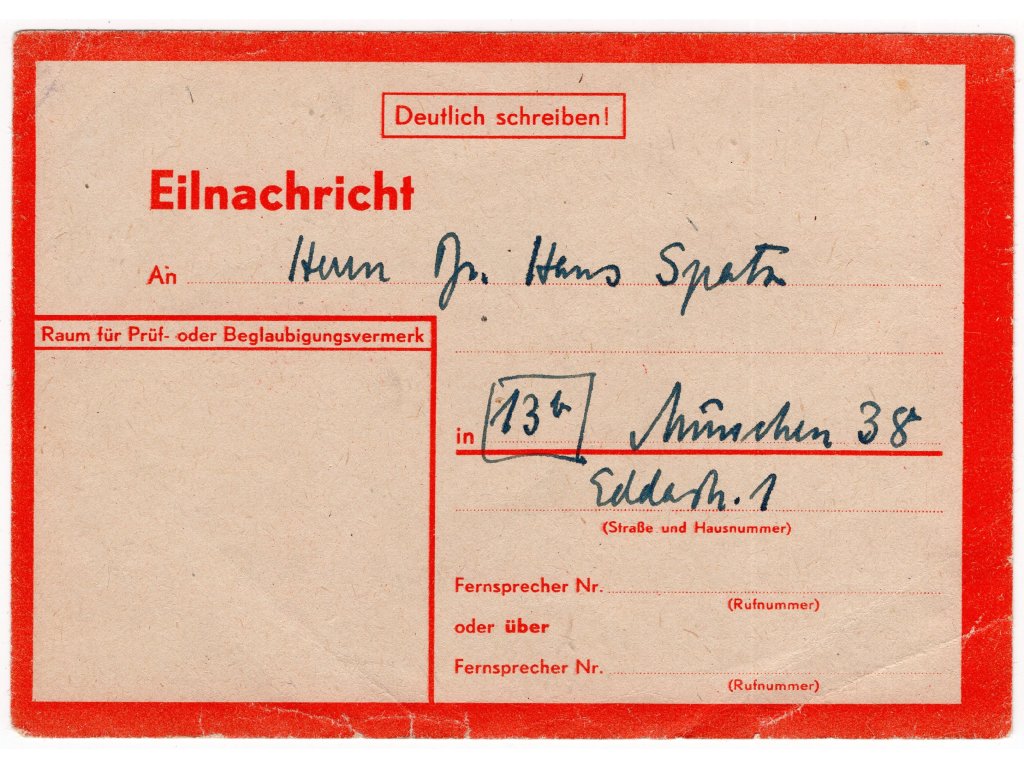 Deutlich schreiben!
Eilnachricht
An Herrn Dr. Hans Spatz
Raum für Prüf- oder Beglaubigungsvermerk
in 13b München 38
Eddastr. 1
(Straße und Hausnummer)
Fernsprecher Nr.
(Rufnummer)
oder über
Fernsprecher Nr.
(Rufnummer)